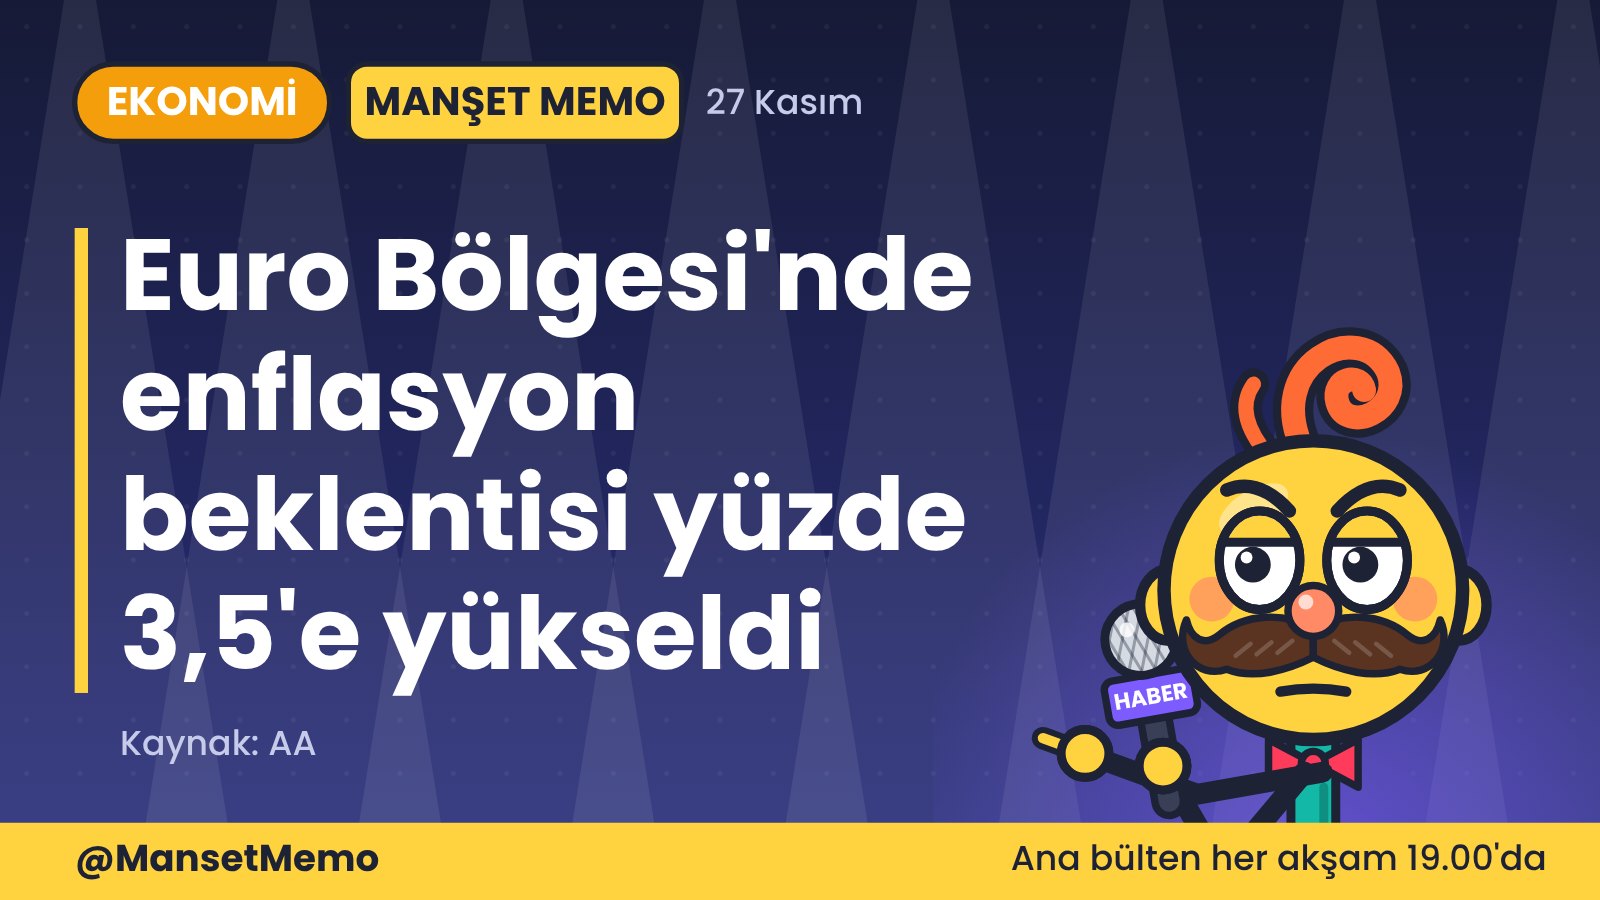 EKONOMİ MANŞET MEMO 27 Kasım
Euro Bölgesi'nde
enflasyon
beklentisi yüzde
3,5'e yükseldi
Kaynak: AA
HABER
@MansetMemo Ana bülten her akşam 19.00'da